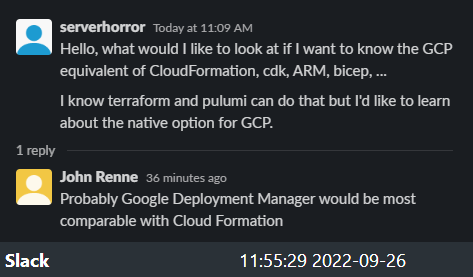 serverhorror Today at 11:09 AM
Hello, what would I like to look at if I want to know the GCP
equivalent of CloudFormation, cdk, ARM, bicep, ...
I know terraform and pulumi can do that but I'd like to learn
about the native option for GCP.
1 reply
John Renne 36 minutes ago
Probably Google Deployment Manager would be most
comparable with Cloud Formation
Slack 11:55:29 2022-09-26